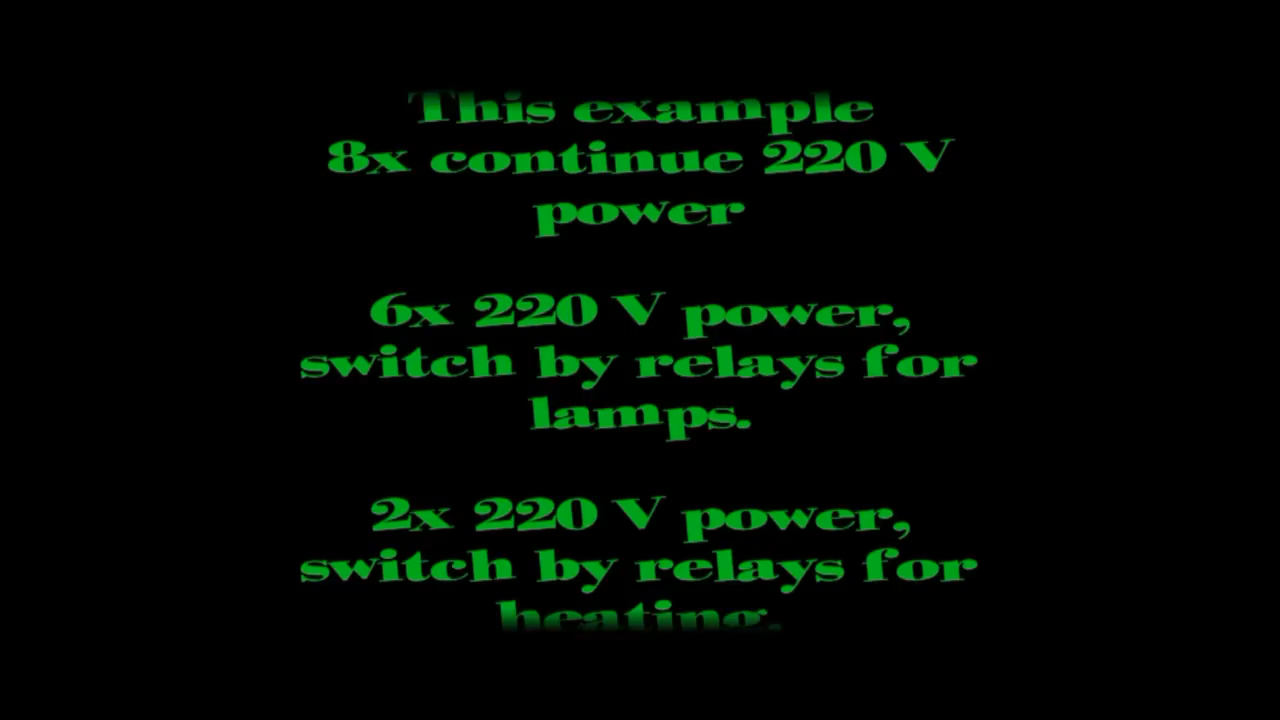 This example
8x continue 220 V
power
6x 220 V power,
switch by relays for
lamps.
2x 220 V power,
switch by relays for
heating.